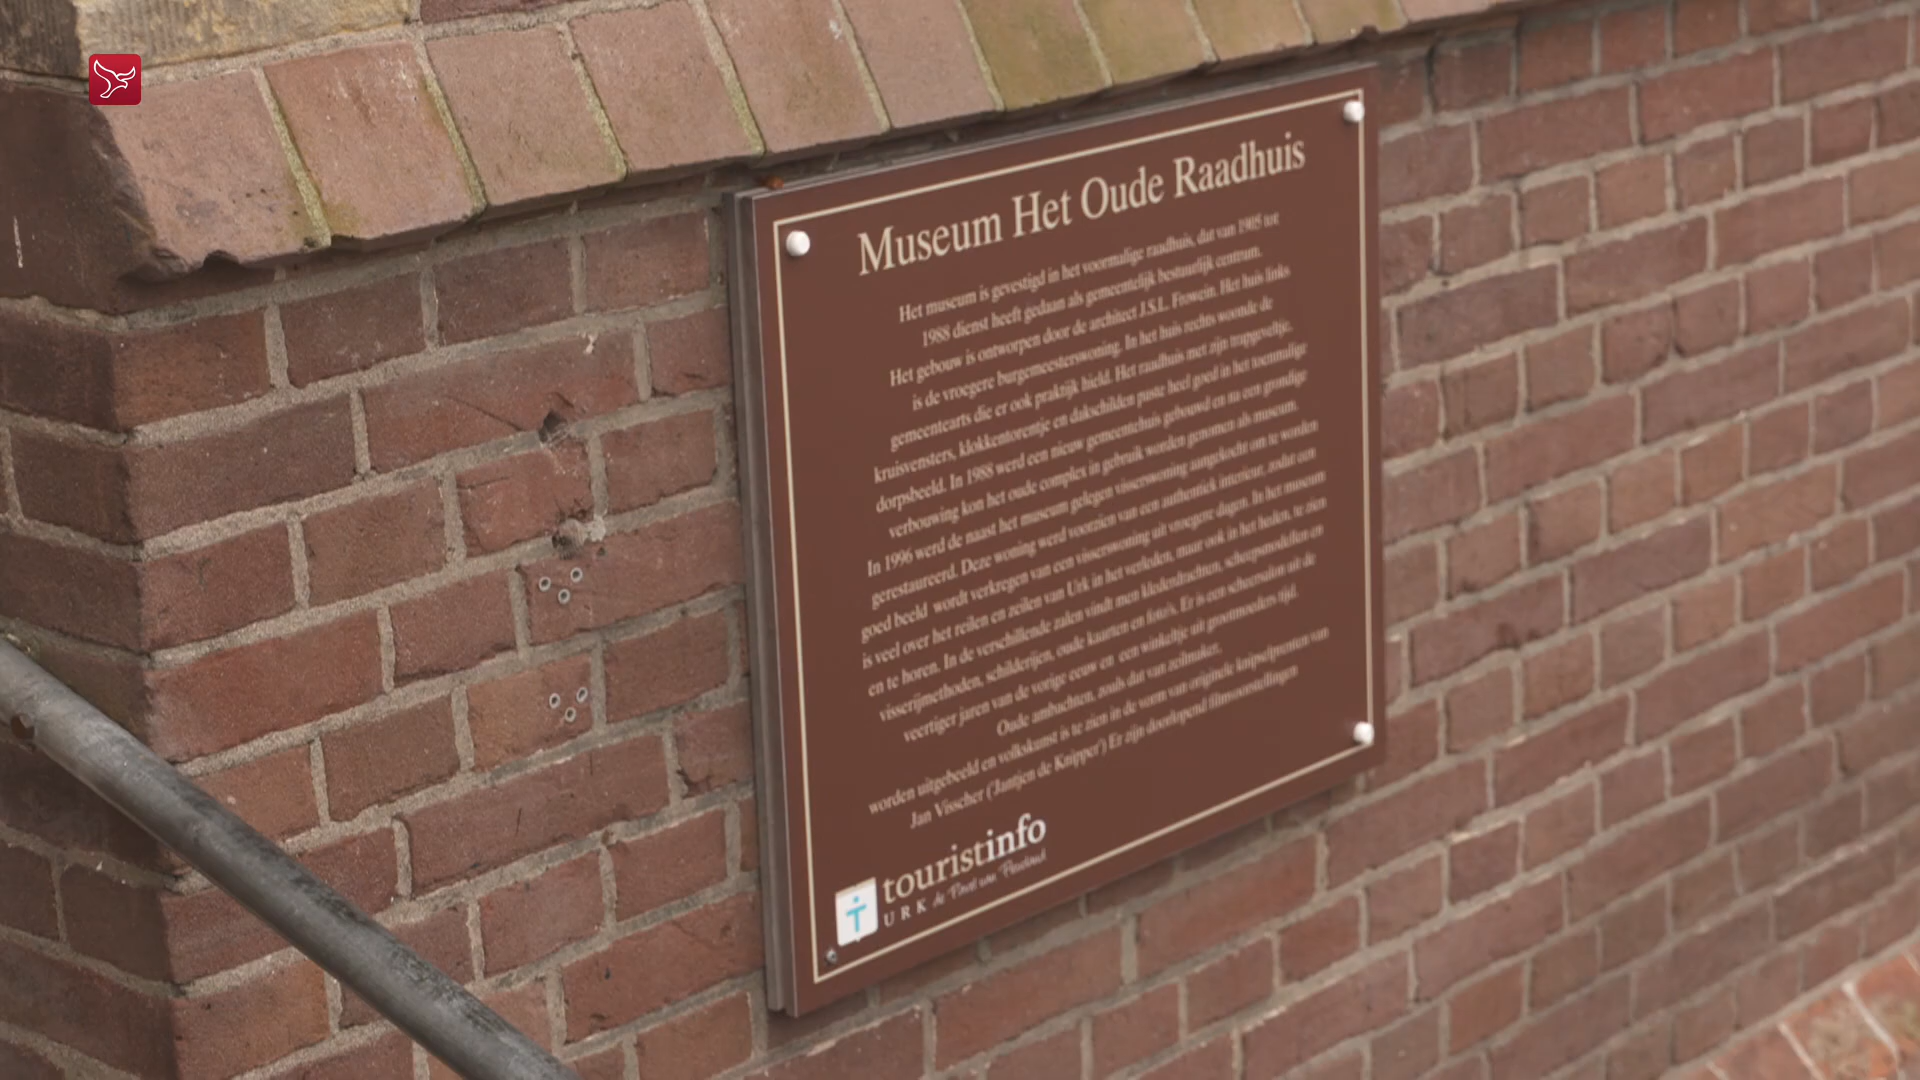 Museum Het Oude Raadhuis
Het museum is gevestigd in het voormalige raadhuis, dat van 1905 tot
1988 dienst heeft gedaan als gemeentelijk bestuurlijk centrum.
Het gebouw is ontworpen door de architect J.S.L. Frowein. Het huis links
is de vroegere burgemeesterswoning. In het huis rechts woonde de
gemeentearts die er ook praktijk hield. Het raadhuis met zijn trapgeveltje,
kruisvensters, klokkentorentje en dakschilden paste heel goed in het toenmalige
dorpsbeeld. In 1988 werd een nieuw gemeentehuis gebouwd en na een grondige
verbouwing kon het oude complex in gebruik worden genomen als museum.
In 1996 werd de naast het museum gelegen visserswoning aangekocht om te worden
gerestaureerd. Deze woning werd voorzien van een authentiek interieur, zodat een
goed beeld wordt verkregen van een visserswoning uit vroegere dagen. In het museum
is veel over het reilen en zeilen van Urk in het verleden, maar ook in het heden, te zien
en te horen. In de verschillende zalen vindt men klederdrachten, scheepsmodellen en
visserijmethoden, schilderijen, oude kaarten en foto's. Er is een scheersalon uit de
veertiger jaren van de vorige eeuw en een winkeltje uit grootmoeders tijd.
Oude ambachten, zoals dat van zeilmaker,
worden uitgebeeld en volkskunst is te zien in de vorm van originele knipselprenten van
Jan Visscher ('Jantjen de Knipper') Er zijn doorlopend filmvoorstellingen
touristinfo
URK de Parel van Flevoland